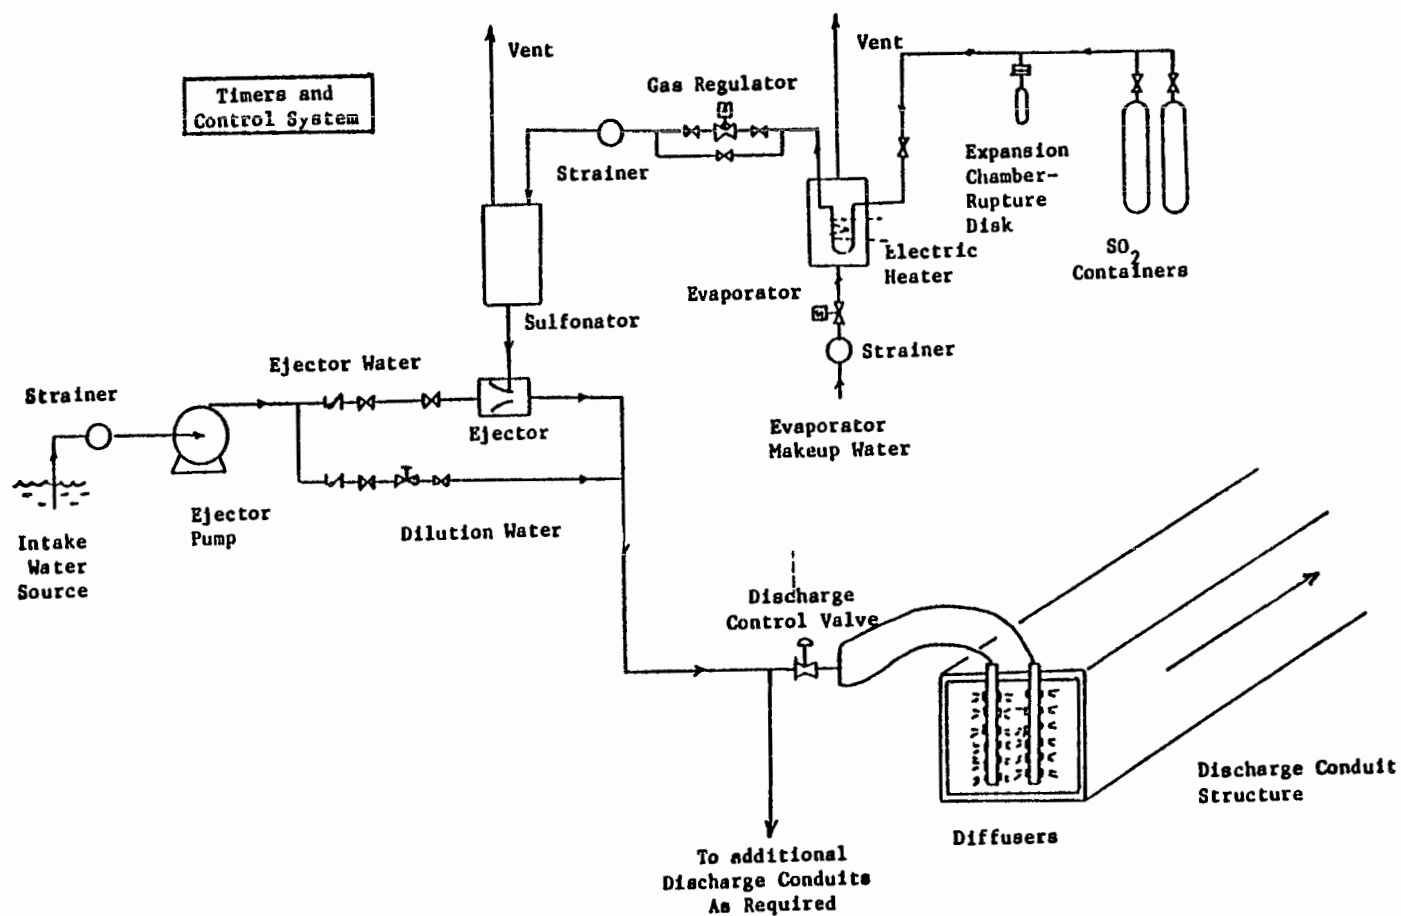 Vent
Vent
Timers and
Control System
Gas Regulator
Strainer
Expansion
Chamber-
Rupture
Disk
SO2
Containers
Electric
Heater
Evaporator
Sulfonator
Strainer
Ejector Water
Strainer
Ejector
Evaporator
Makeup Water
Ejector
Pump
Dilution Water
Intake
Water
Source
Discharge
Control Valve
Discharge Conduit
Structure
Diffusers
To additional
Discharge Conduits
As Required